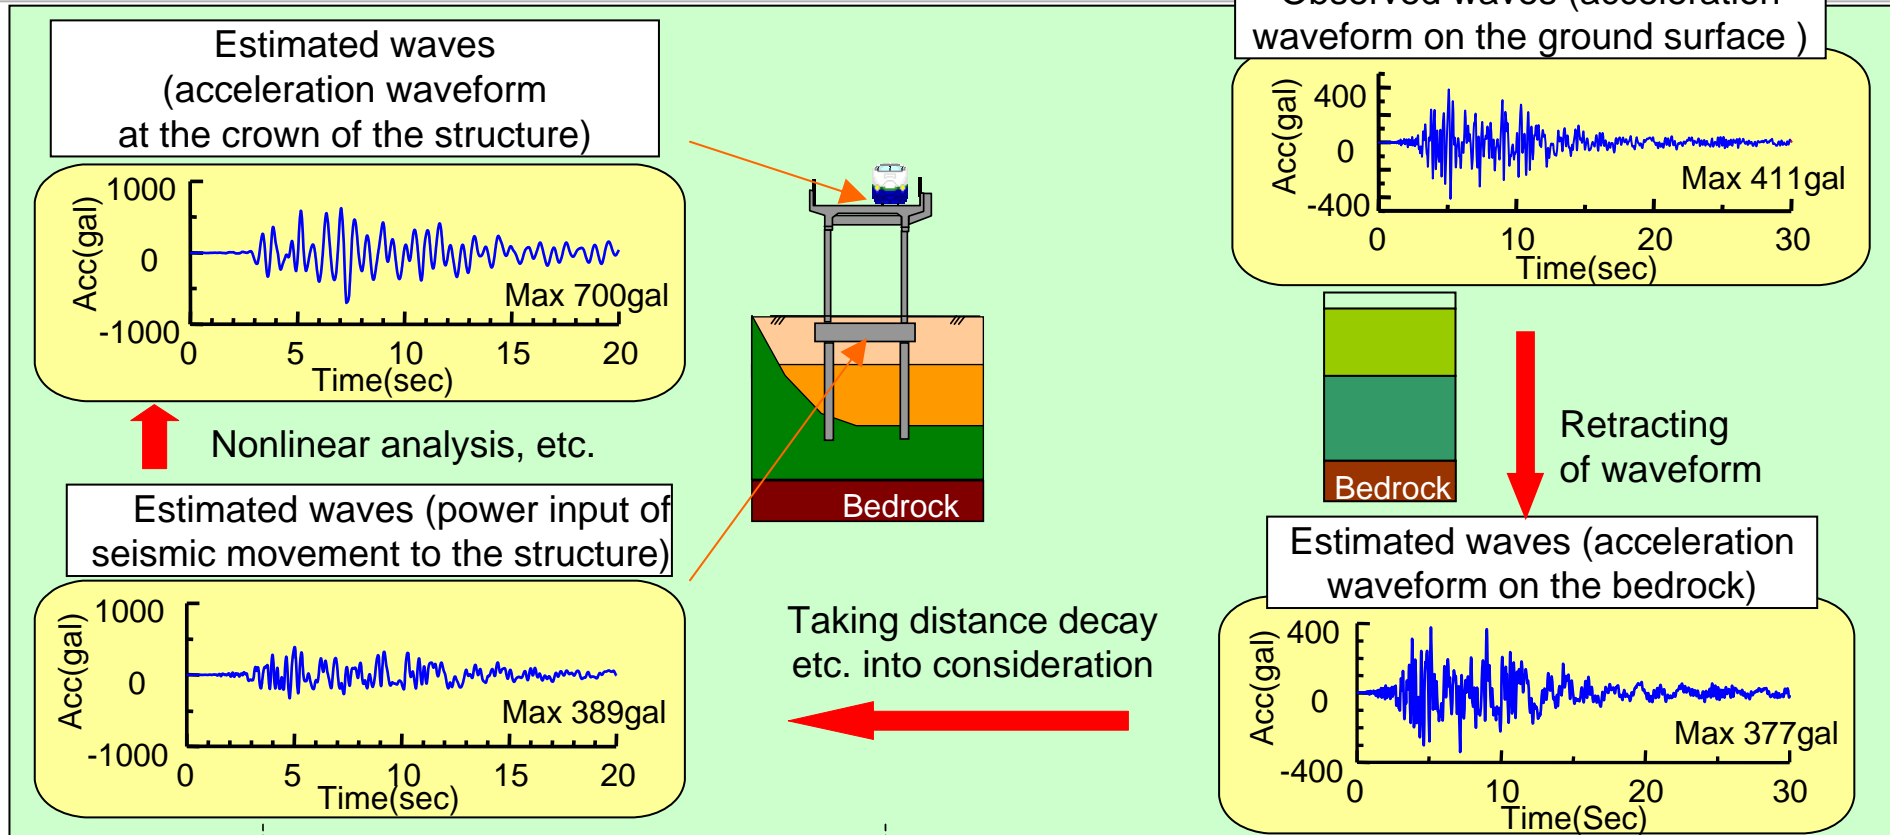 Estimated waves
(acceleration waveform
at the crown of the structure)
1000
0
-1000
Acc(gal)
Max 700gal
0 5 10 15 20
Time(sec)
Nonlinear analysis, etc.
Estimated waves (power input of
seismic movement to the structure)
1000
0
-1000
Acc(gal)
Max 389gal
0 5 10 15 20
Time(sec)
Bedrock
Taking distance decay
etc. into consideration
Observed waves (acceleration
waveform on the ground surface )
400
0
-400
Acc(gal)
Max 411gal
0 10 20 30
Time(sec)
Bedrock
Retracting
of waveform
Estimated waves (acceleration
waveform on the bedrock)
400
0
-400
Acc(gal)
Max 377gal
0 10 20 30
Time(Sec)